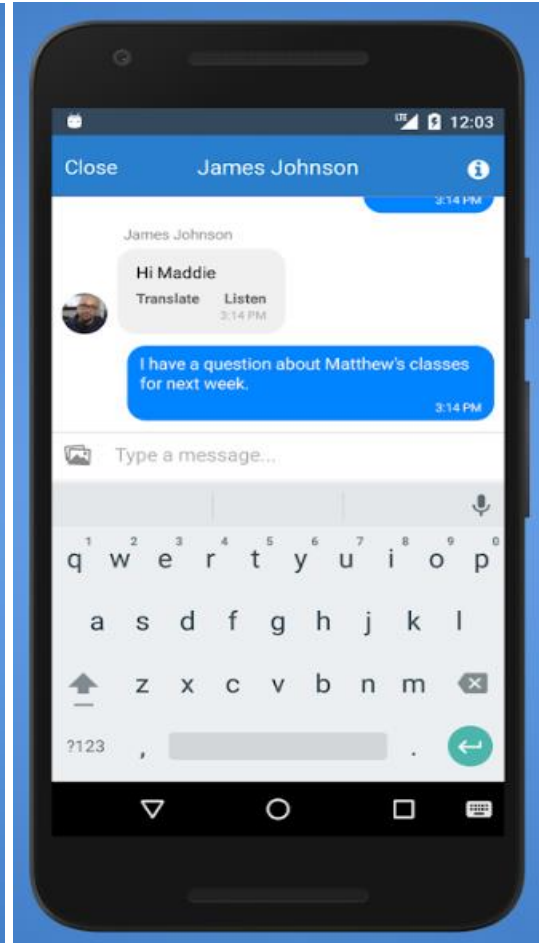 LTE 12:03
Close James Johnson i
3:14 PM
James Johnson
Hi Maddie
Translate Listen
3:14 PM
I have a question about Matthew's classes
for next week.
3:14 PM
Type a message...
1 2 3 4 5 6 7 8 9 0
q w e r t y u i o p
a s d f g h j k l
z x c v b n m
?123 , .